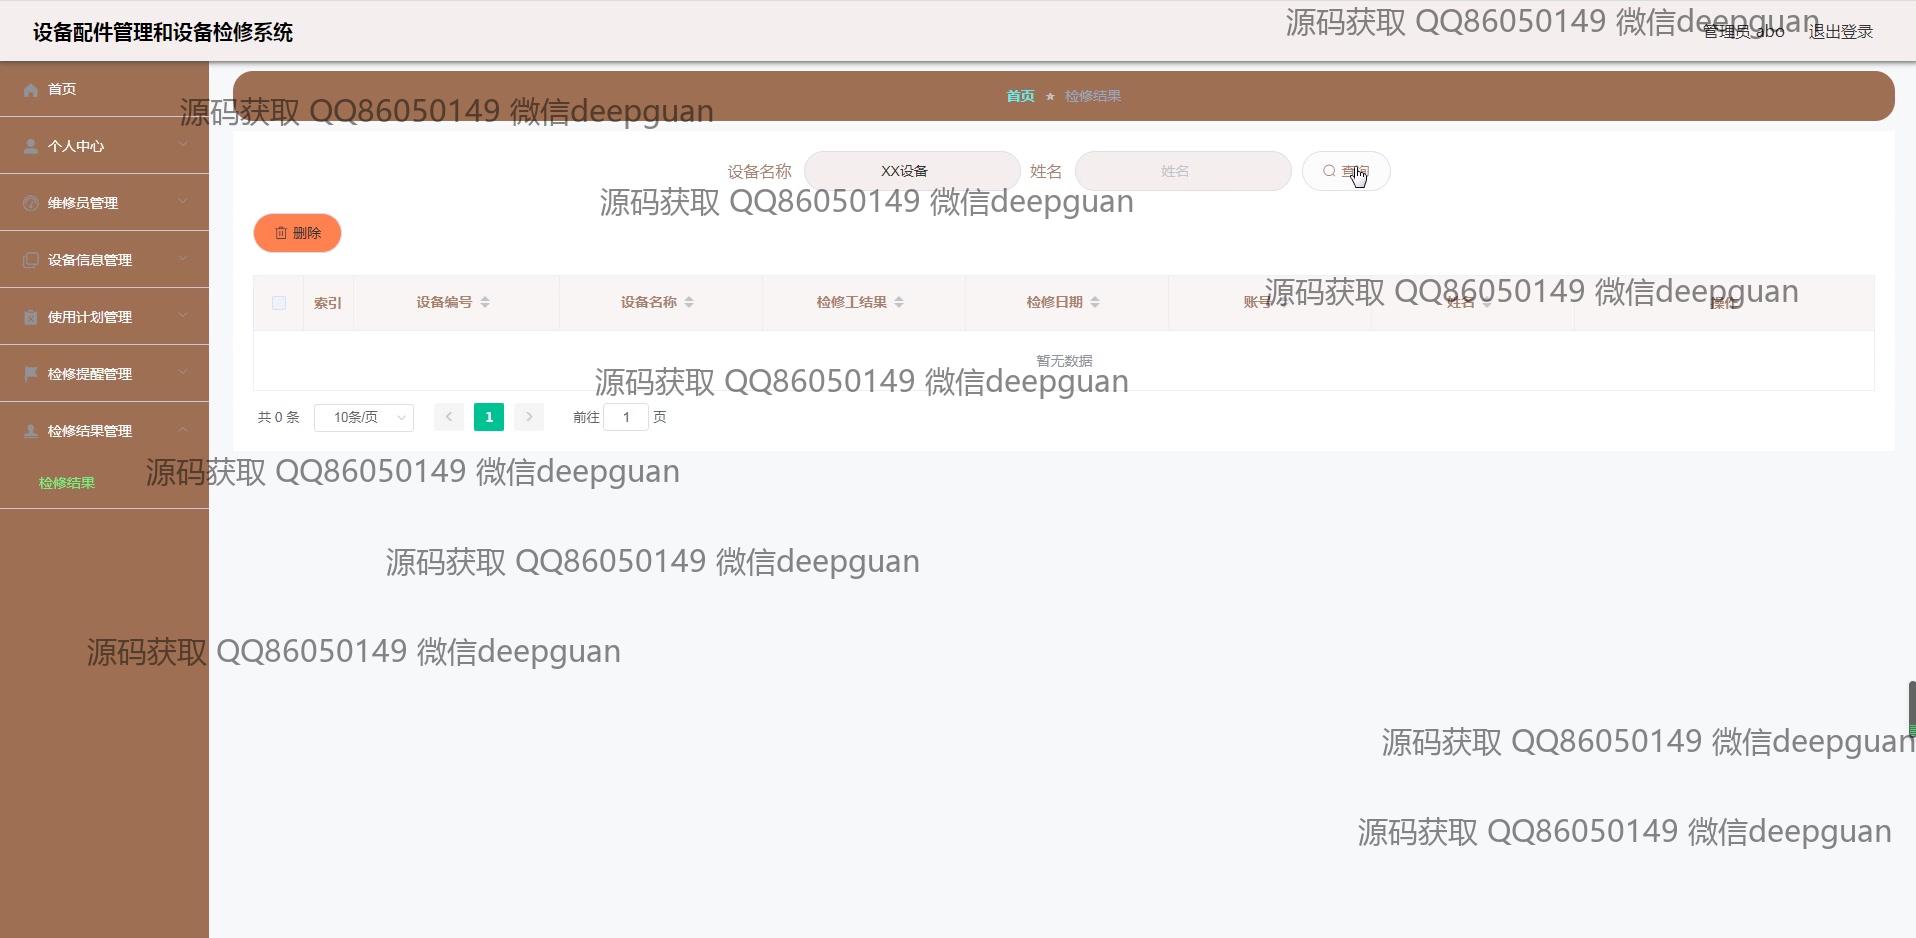 设备配件管理和设备检修系统
源码获取 QQ86050149 微信deepguan
管理员 abo
退出登录
首页
个人中心
维修员管理
设备信息管理
使用计划管理
检修提醒管理
检修结果管理
检修结果
首页 ★ 检修结果
源码获取 QQ86050149 微信deepguan
设备名称 XX设备 姓名 姓名 查询
源码获取 QQ86050149 微信deepguan
删除
索引 设备编号 设备名称 检修工结果 检修日期 账号 姓名 操作
源码获取 QQ86050149 微信deepguan
暂无数据
源码获取 QQ86050149 微信deepguan
共 0 条 10条/页 1 前往 1 页
源码获取 QQ86050149 微信deepguan
源码获取 QQ86050149 微信deepguan
源码获取 QQ86050149 微信deepguan
源码获取 QQ86050149 微信deepguan
源码获取 QQ86050149 微信deepguan